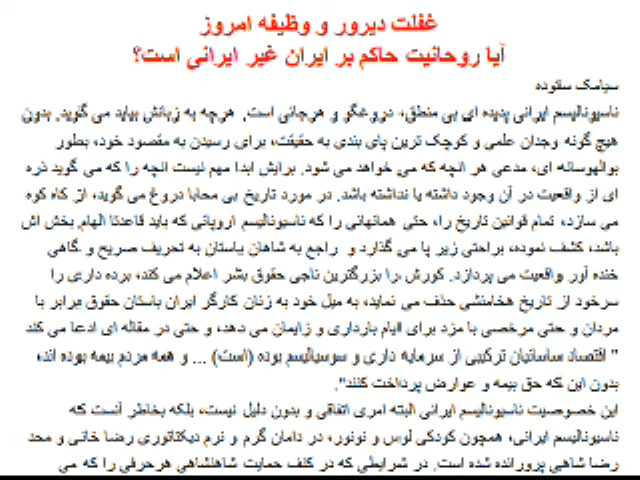 غفلت دیروز و وظیفه امروز
آیا روحانیت حاکم بر ایران غیر ایرانی است؟
سیامک ستوده
ناسیونالیسم ایرانی پدیده ای بی منطق، دروغگو و هرجائی است. هرچه به زبانش بیاید می گوید. بدون
هیچ گونه وجدان علمی و کوچک ترین پای بندی به حقیقت، برای رسیدن به مقصود خود، بطور
بوالهوسانه ای، مدعی هر آنچه که می خواهد می شود. برایش ابدا مهم نیست آنچه را که می گوید ذره
ای از واقعیت در آن وجود داشته یا نداشته باشد. در مورد تاریخ بی محابا دروغ می گوید، از کاه کوه
می سازد، تمام قوانین تاریخ را، حتی همانهائی را که ناسیونالیسم اروپائی که باید قاعدتا الهام بخش اش
باشد، کشف نموده، براحتی زیر پا می گذارد و راجع به شاهان باستان به تحریف صریح و گاهی
خنده آور واقعیت می پردازد. کورش را بزرگترین ناجی حقوق بشر اعلام می کند، برده داری را
سرخود از تاریخ هخامنشی حذف می نماید، به میل خود به زنان کارگر ایران باستان حقوق برابر با
مردان و حتی مرخصی با مزد برای ایام بارداری و زایمان می دهد، و حتی در مقاله ای ادعا می کند
" اقتصاد ساسانیان ترکیبی از سرمایه داری و سوسیالیسم بوده (است) ... و همه مردم بیمه بوده اند،
بدون این که حق بیمه و عوارض پرداخت کنند".
این خصوصیت ناسیونالیسم ایرانی البته امری اتفاقی و بدون دلیل نیست، بلکه بخاطر آنست که
ناسیونالیسم ایرانی، همچون کودکی لوس و نونور، در دامان گرم و نرم دیکتاتوری رضا خانی و محد
رضا شاهی پرورانده شده است. در شرایطی که در کنف حمایت شاهنشاهی هرحرفی را که می